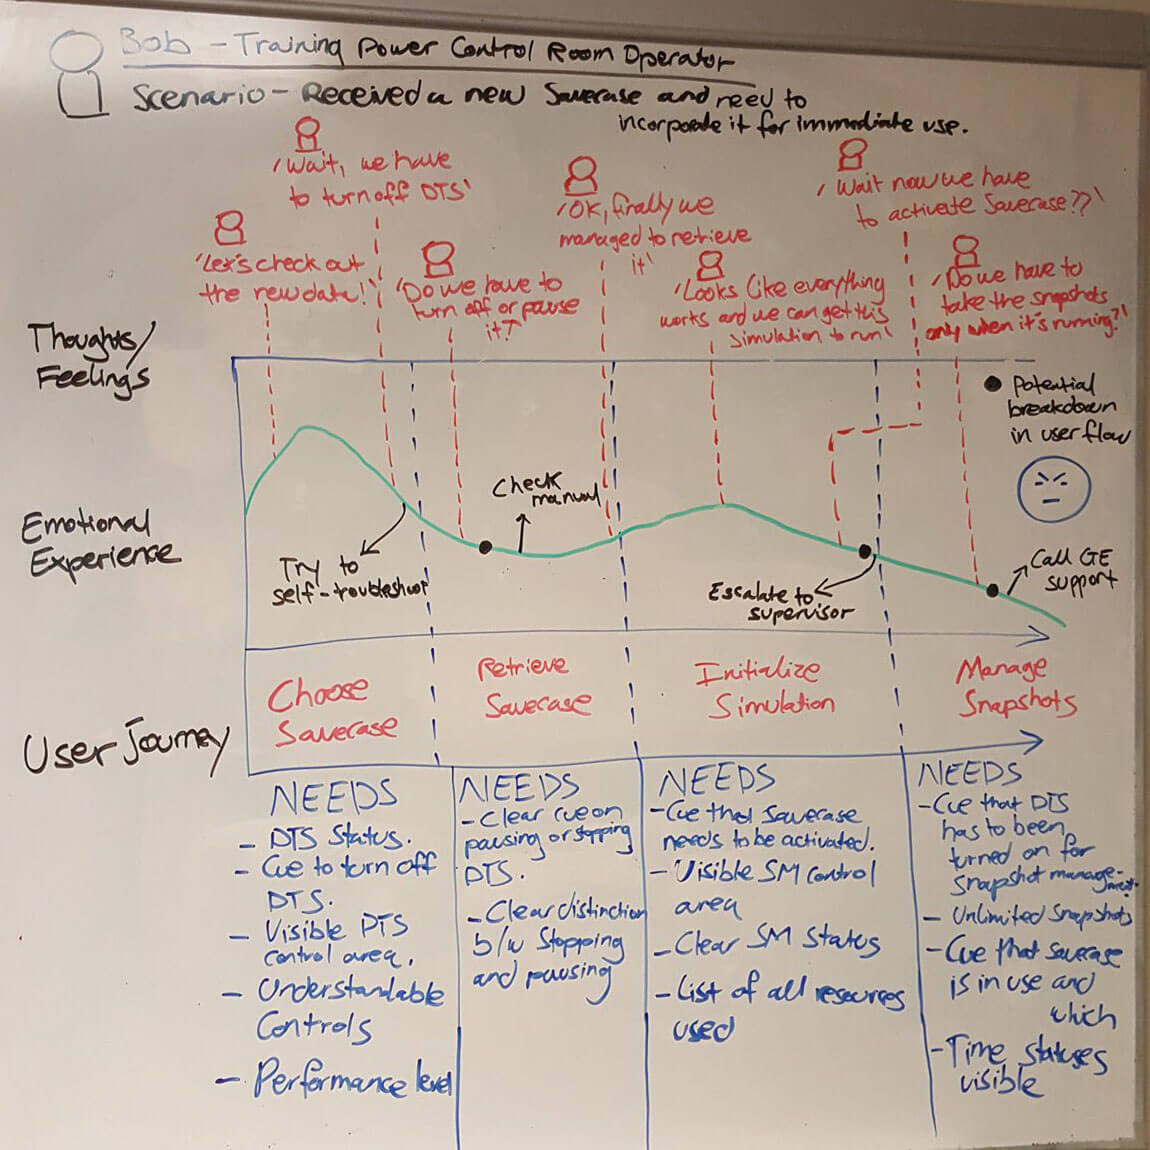 Bob - Training Power Control Room Operator
Scenario - Received a new Savecase and need to
incorporate it for immediate use.
'Wait, we have
to turn off DTS'
'Let's check out
the new data!'
'Do we have to
turn off or pause
it?'
'OK, finally we
managed to retrieve
it'
'Looks like everything
works and we can get this
simulation to run'
'Wait now we have
to activate Savecase??'
'Do we have to
take the snapshots
only when it's running?'
Thoughts/
Feelings
Potential
breakdown
in user flow
Emotional
Experience
Try to
self-troubleshoot
Check
manual
Escalate to
supervisor
Call GE
support
User Journey
Choose
Savecase
Retrieve
Savecase
Initialize
Simulation
Manage
Snapshots
NEEDS
- DTS Status.
- Cue to turn off
DTS.
- Visible DTS
control area.
- Understandable
Controls
- Performance level
NEEDS
- Clear cue on
pausing or stopping
DTS.
- Clear distinction
b/w Stopping
and pausing
NEEDS
- Cue that Savecase
needs to be activated.
- Visible SM control
area
- Clear SM Status
- List of all resources
used
NEEDS
- Cue that DTS
has to been
turned on for
Snapshot manage-
ment.
- Unlimited Snapshots
- Cue that savecase
is in use and
which
- Time statuses
visible